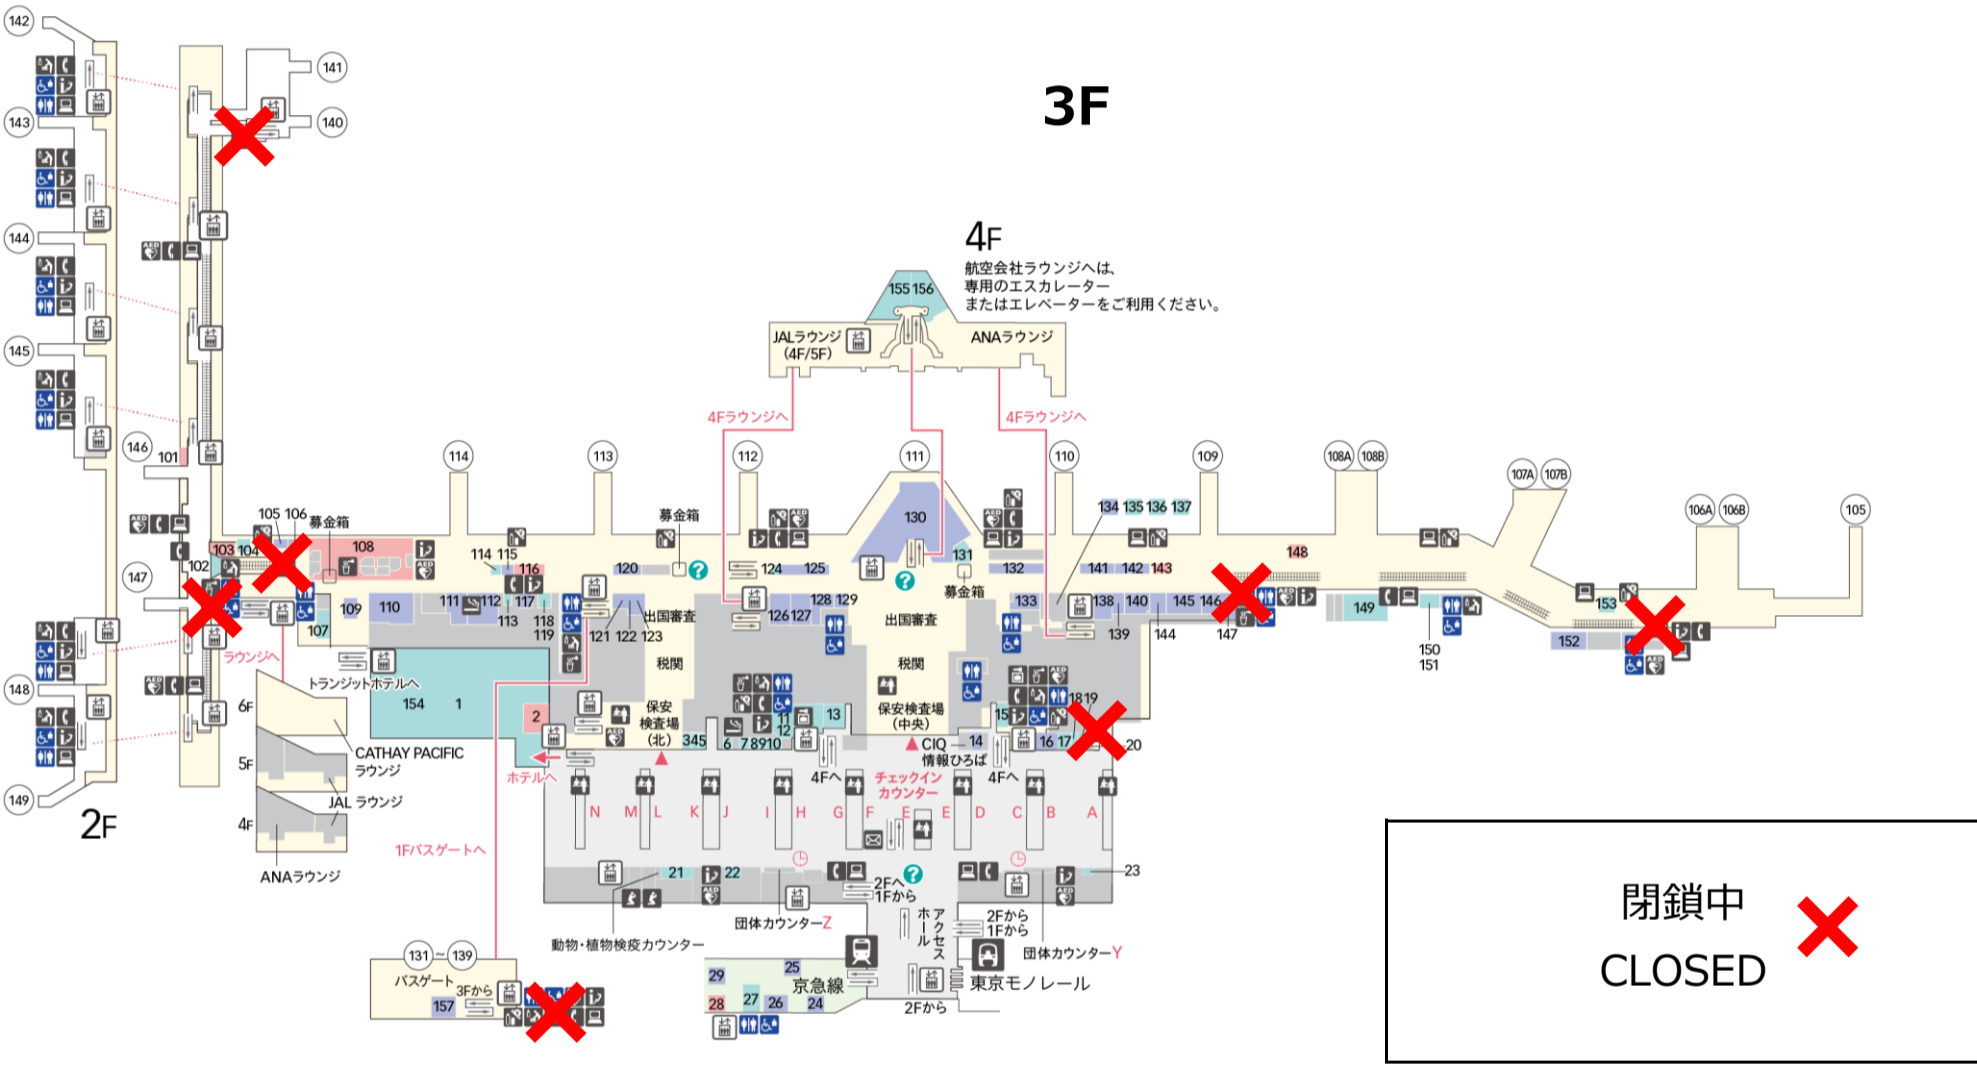 3F
142
141
143
140
144
4F
航空会社ラウンジへは、
専用のエスカレーター
またはエレベーターをご利用ください。
155 156
JALラウンジ
(4F/5F)
ANAラウンジ
145
4Fラウンジへ
4Fラウンジへ
146
101
114
113
112
111
110
109
108A 108B
107A 107B
106A 106B
105
105 106
募金箱
募金箱
134 135 136 137
130
103 104
108
102
114 115
116
120
124 125
131
132
141 142 143
148
募金箱
147
109 110
111 112
117
113
118
119
107
121 122 123
出国審査
税関
126 127 128 129
出国審査
税関
133
138 140 145 146
139 144
147
149
150
151
153
152
ラウンジへ
トランジットホテルへ
148
154 1
2
6F
5F
4F
CATHAY PACIFIC
ラウンジ
JAL ラウンジ
ANAラウンジ
149
2F
保安
検査場
(北)
345
6 7 8 9 10
11
12
13
保安検査場
(中央)
CIQ
情報ひろば
14
15
16 17
18 19
20
ホテルへ
4Fへ
チェックイン
カウンター
4Fへ
N M L K J I H G F E E D C B A
1Fバスゲートへ
21
22
23
2Fへ
1Fから
アクセス
ホール
2Fから
1Fから
団体カウンターZ
動物・植物検疫カウンター
団体カウンターY
131 ~ 139
バスゲート
3Fから
157
29
25
28
27
26
24
京急線
東京モノレール
2Fから
AED
AED
AED
AED
AED
AED
AED
AED
AED
AED
AED
AED
AED
閉鎖中
CLOSED